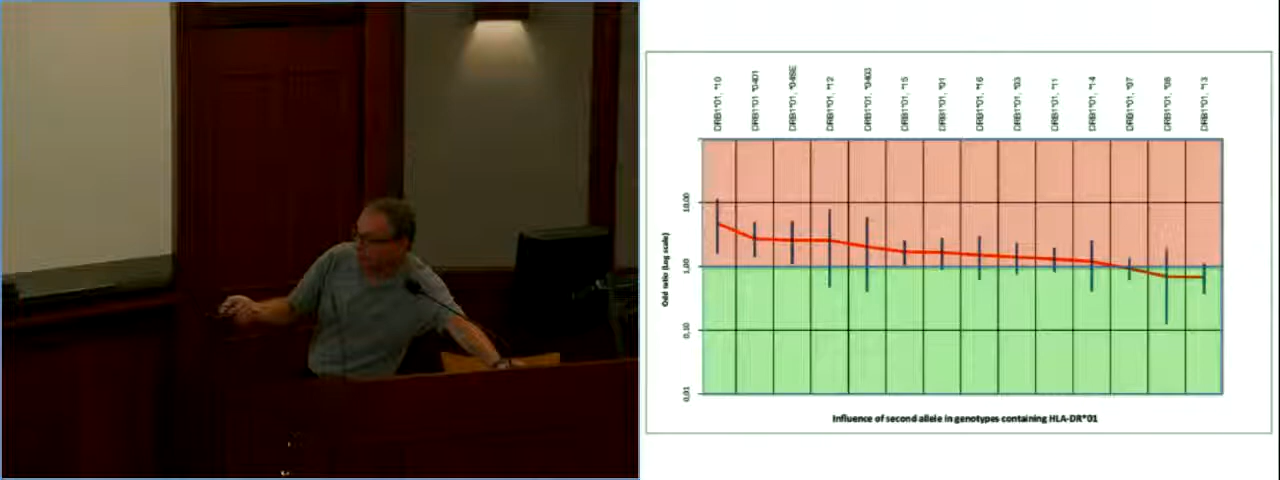 DRB1*01, *10
DRB1*01 *0401
DRB1*01, *04SE
DRB1*01, *12
DRB1*01, *0403
DRB1*01, *15
DRB1*01, *01
DRB1*01, *16
DRB1*01, *03
DRB1*01, *11
DRB1*01, *14
DRB1*01, *07
DRB1*01, *08
DRB1*01, *13
10,00
1,00
0,10
0,01
Odd ratio (Log scale)
Influence of second allele in genotypes containing HLA-DR*01